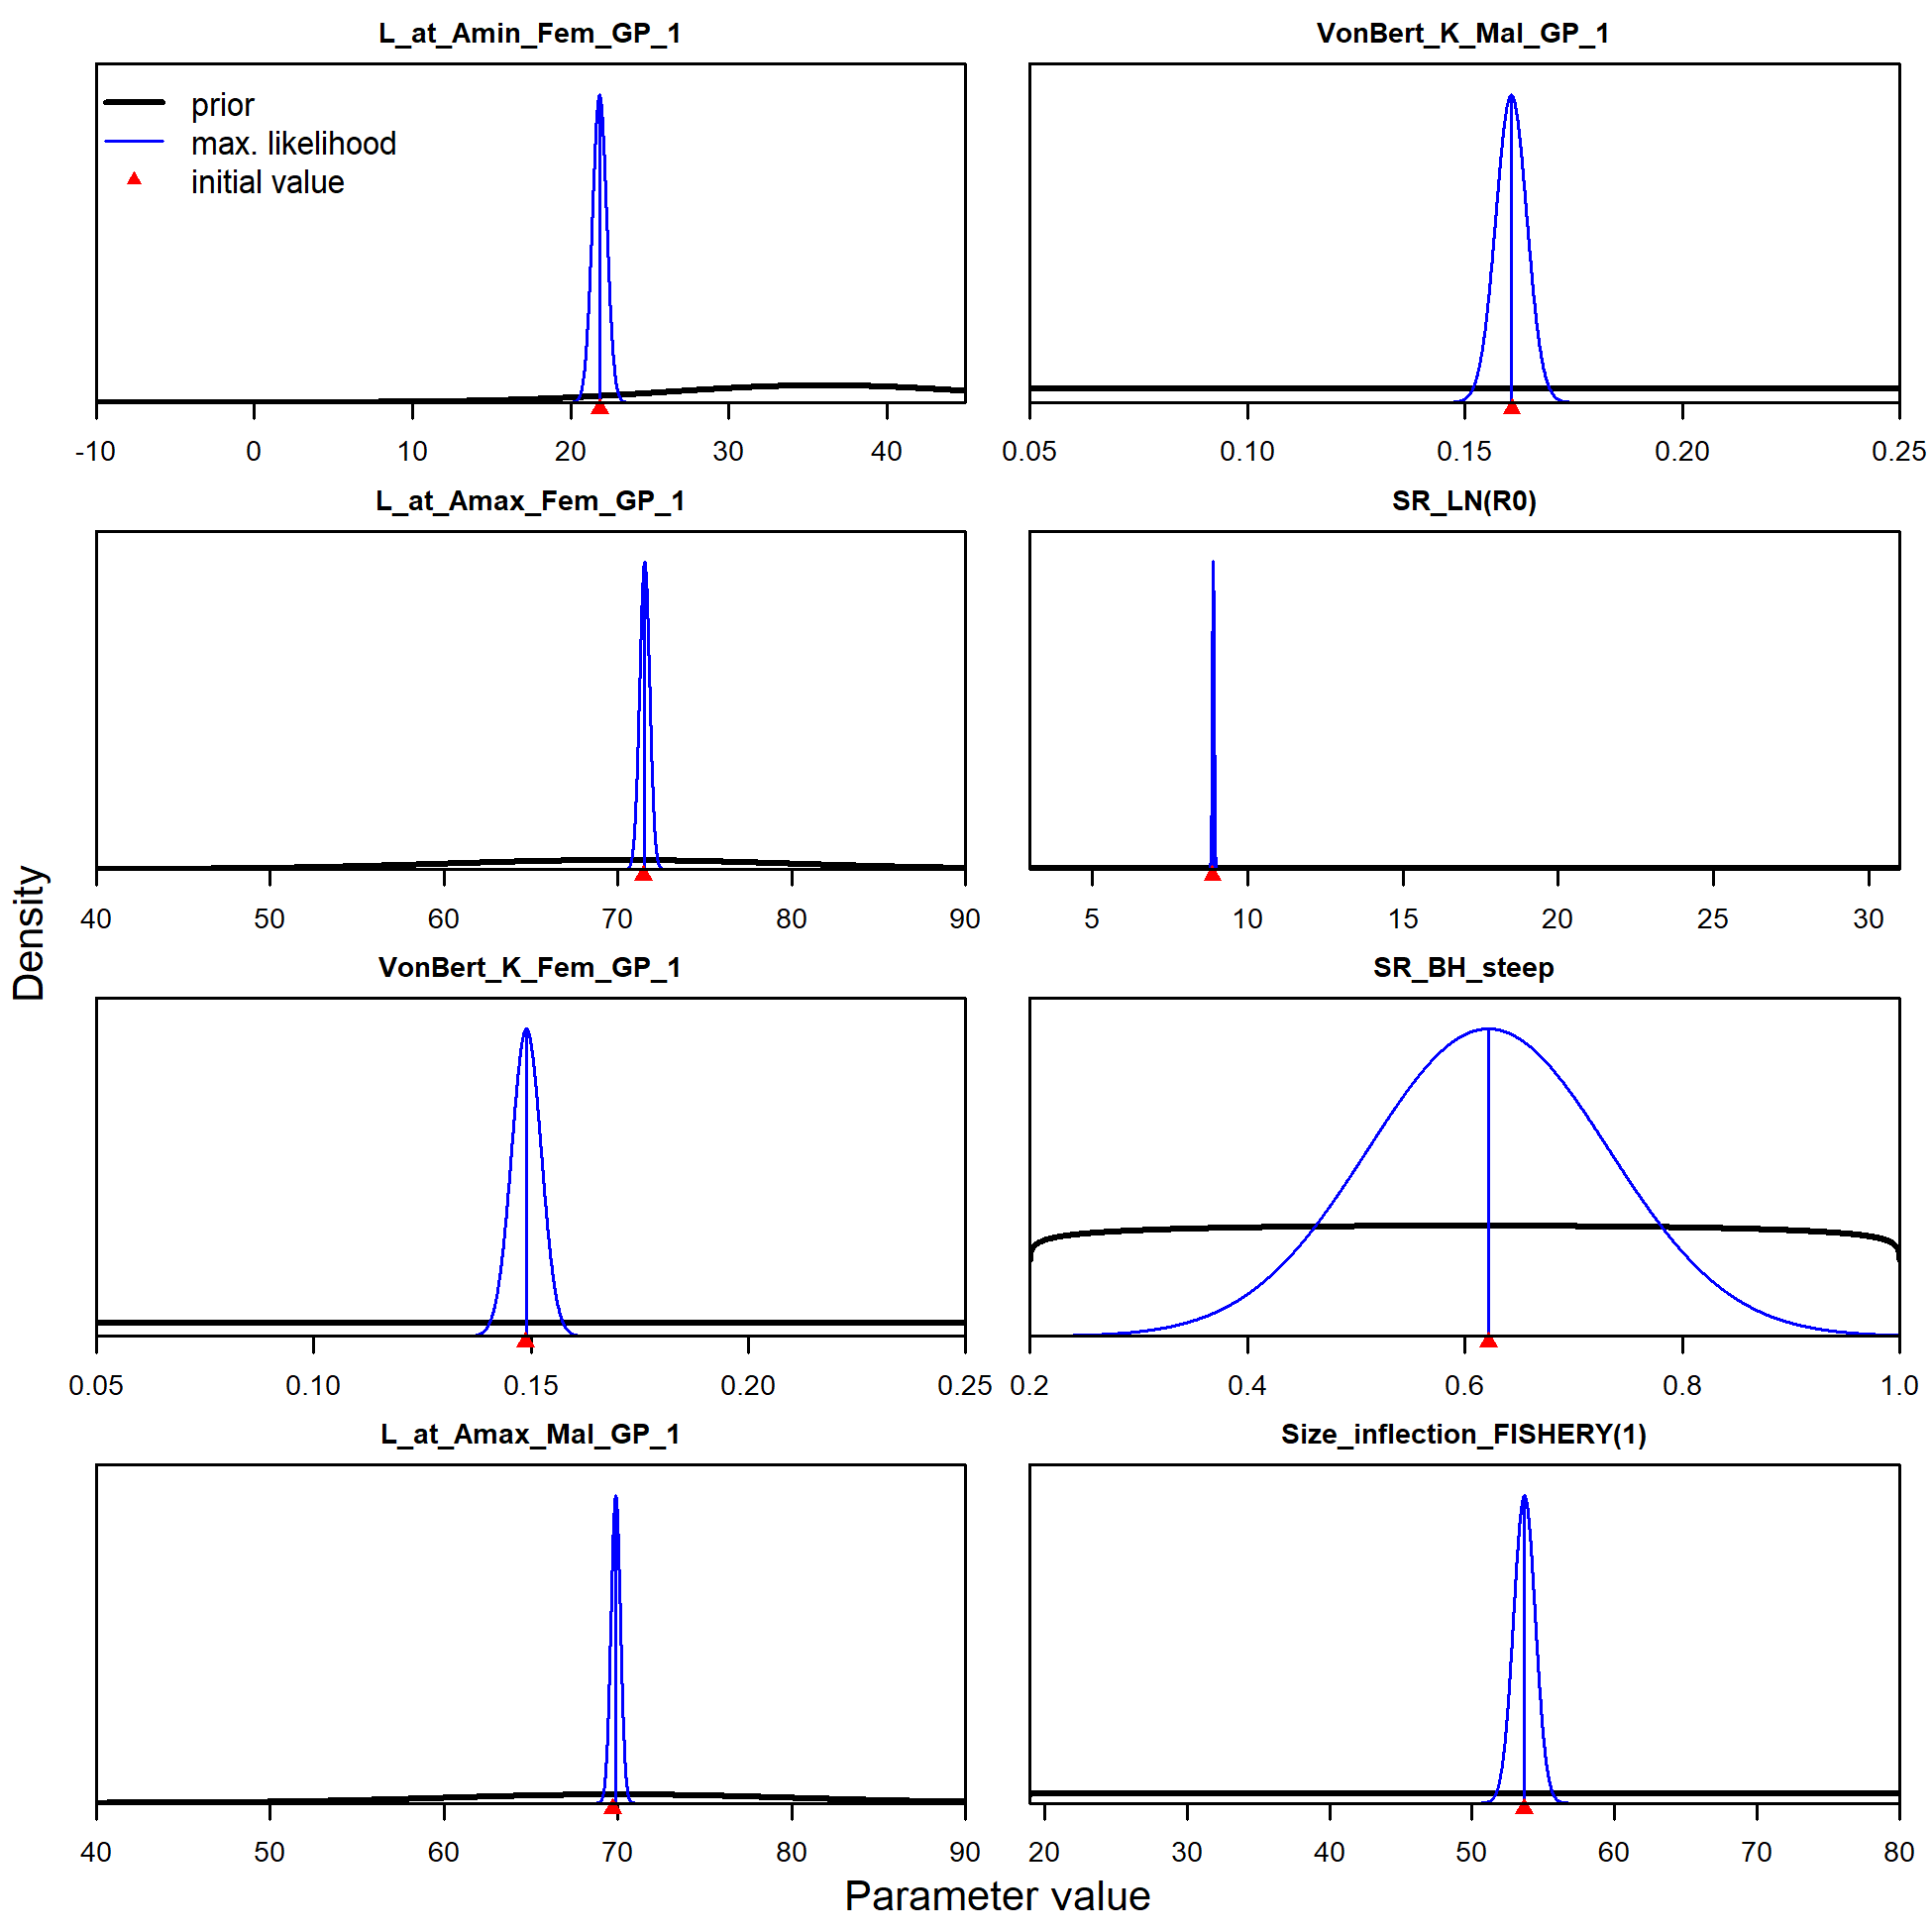 L_at_Amin_Fem_GP_1
prior
max. likelihood
initial value
-10 0 10 20 30 40
VonBert_K_Mal_GP_1
0.05 0.10 0.15 0.20 0.25
L_at_Amax_Fem_GP_1
40 50 60 70 80 90
SR_LN(R0)
5 10 15 20 25 30
VonBert_K_Fem_GP_1
0.05 0.10 0.15 0.20 0.25
SR_BH_steep
0.2 0.4 0.6 0.8 1.0
L_at_Amax_Mal_GP_1
40 50 60 70 80 90
Size_inflection_FISHERY(1)
20 30 40 50 60 70 80
Density
Parameter value